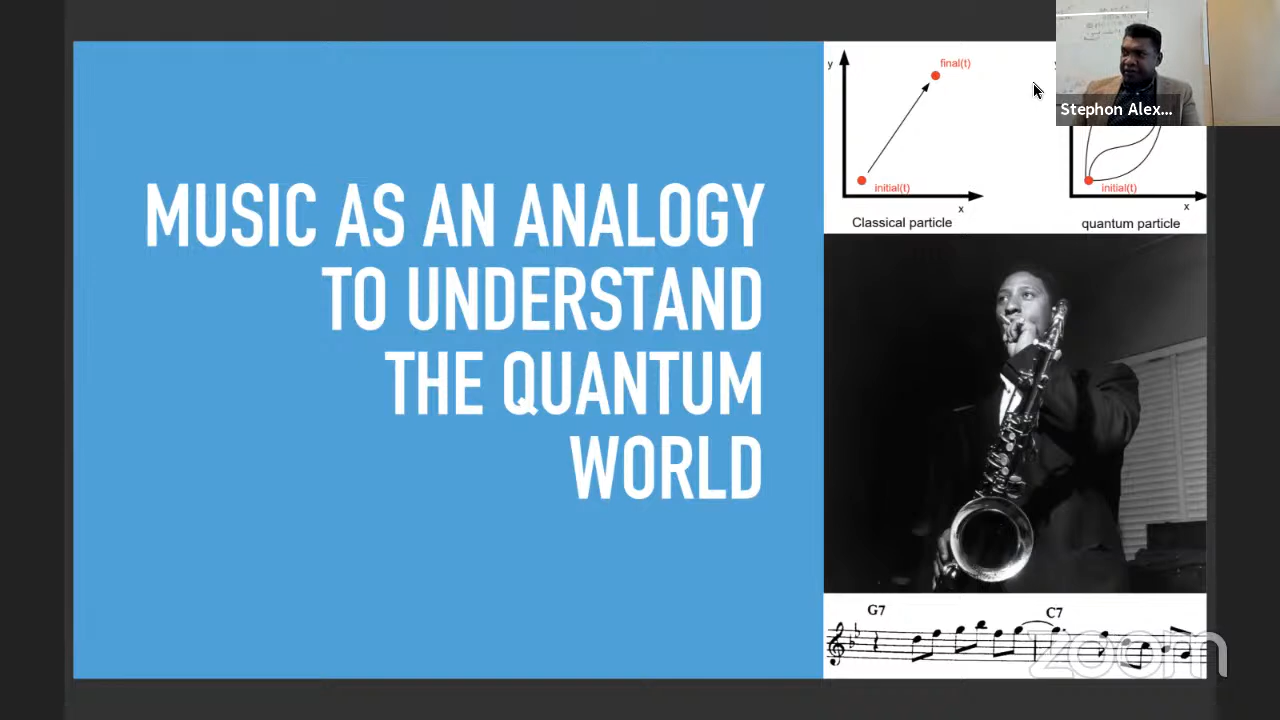 MUSIC AS AN ANALOGY
TO UNDERSTAND
THE QUANTUM
WORLD
y
final(t)
initial(t)
x
Classical particle
y
initial(t)
x
quantum particle
Stephon Alex...
G7
C7
zoom